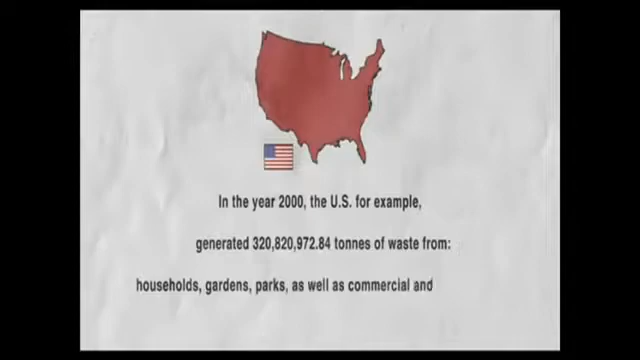 In the year 2000, the U.S. for example,
generated 320,820,972.84 tonnes of waste from:
households, gardens, parks, as well as commercial and